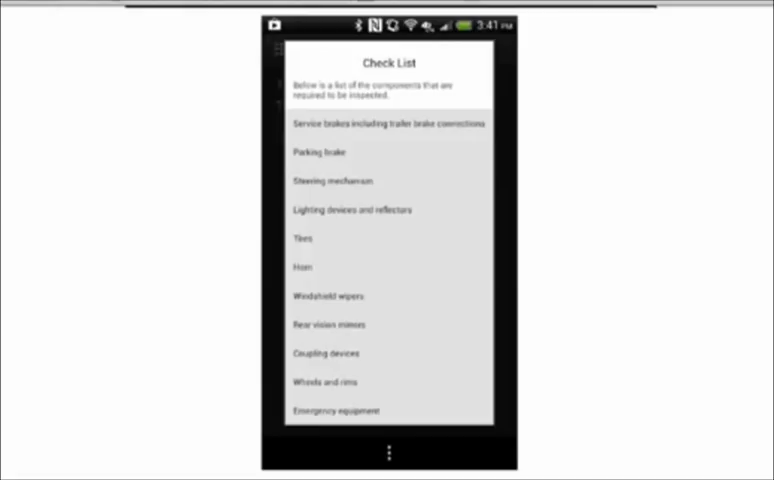 3:41 PM
Check List
Below is a list of the components that are
required to be inspected.
Service brakes including trailer brake connections
Parking brake
Steering mechanism
Lighting devices and reflectors
Tires
Horn
Windshield wipers
Rear vision mirrors
Coupling devices
Wheels and rims
Emergency equipment